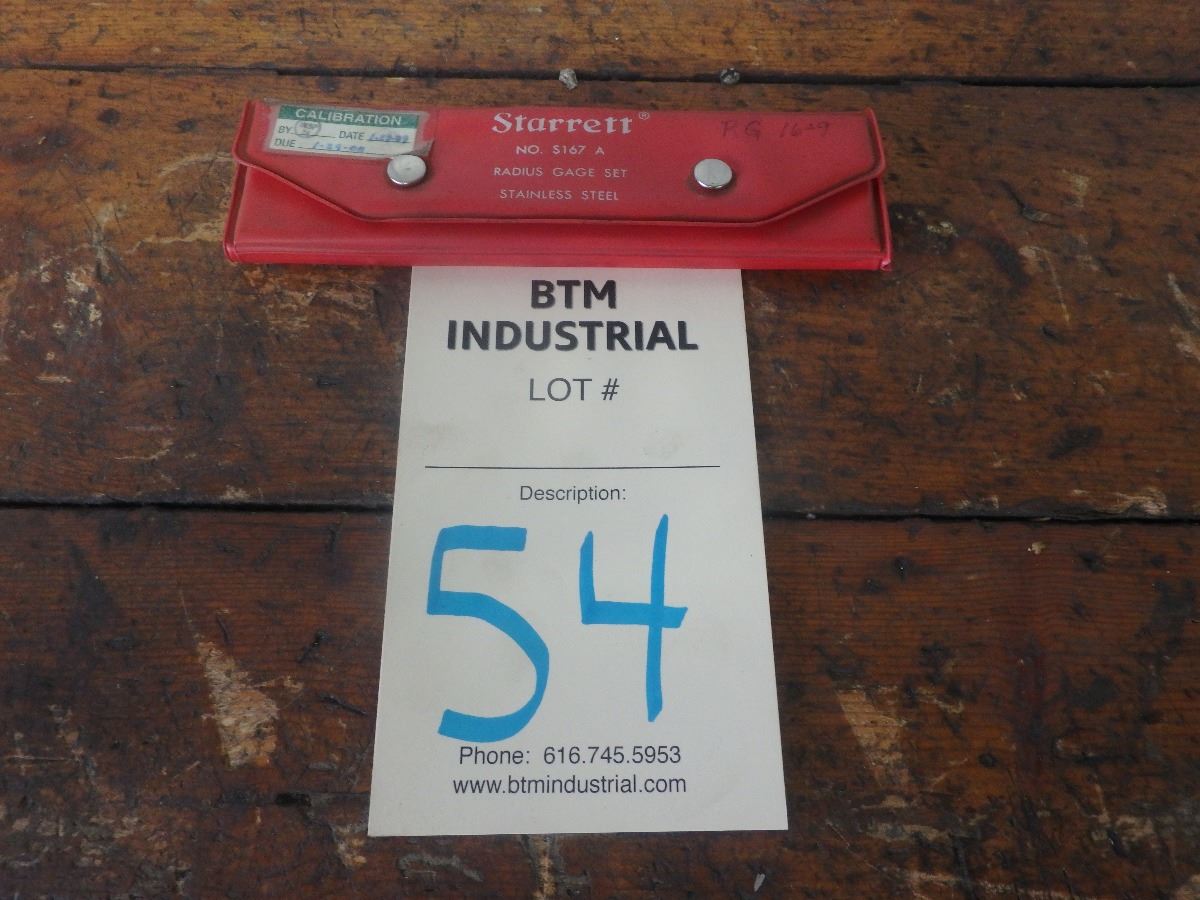 CALIBRATION
BY DATE
DUE
Starrett®
NO. S167 A
RADIUS GAGE SET
STAINLESS STEEL
BTM
INDUSTRIAL
LOT #
Description:
54
Phone: 616.745.5953
www.btmindustrial.com